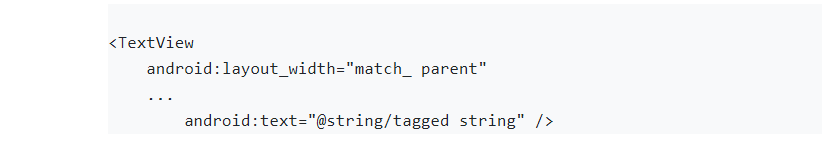 <TextView
android:layout_width="match_ parent"
...
android:text="@string/tagged string" />